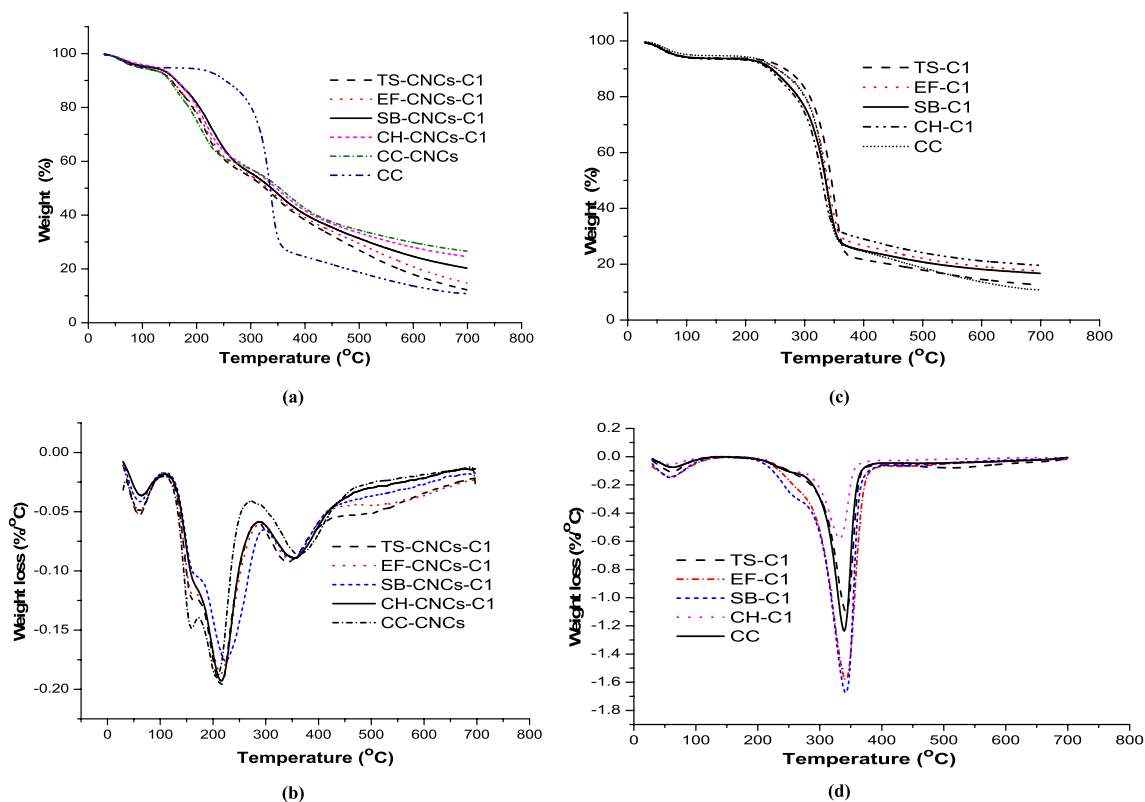 100
80
60
40
20
0
Weight (%)
0 100 200 300 400 500 600 700 800
Temperature (°C)
TS-CNCs-C1
EF-CNCs-C1
SB-CNCs-C1
CH-CNCs-C1
CC-CNCs
CC
(a)
100
80
60
40
20
0
Weight (%)
0 100 200 300 400 500 600 700 800
Temperature (°C)
TS-C1
EF-C1
SB-C1
CH-C1
CC
(c)
0.00
-0.05
-0.10
-0.15
-0.20
Weight loss (%/°C)
0 100 200 300 400 500 600 700 800
Temperature (°C)
TS-CNCs-C1
EF-CNCs-C1
SB-CNCs-C1
CH-CNCs-C1
CC-CNCs
(b)
0.2
0.0
-0.2
-0.4
-0.6
-0.8
-1.0
-1.2
-1.4
-1.6
-1.8
Weight loss (%/°C)
0 100 200 300 400 500 600 700 800
Temperature (°C)
TS-C1
EF-C1
SB-C1
CH-C1
CC
(d)